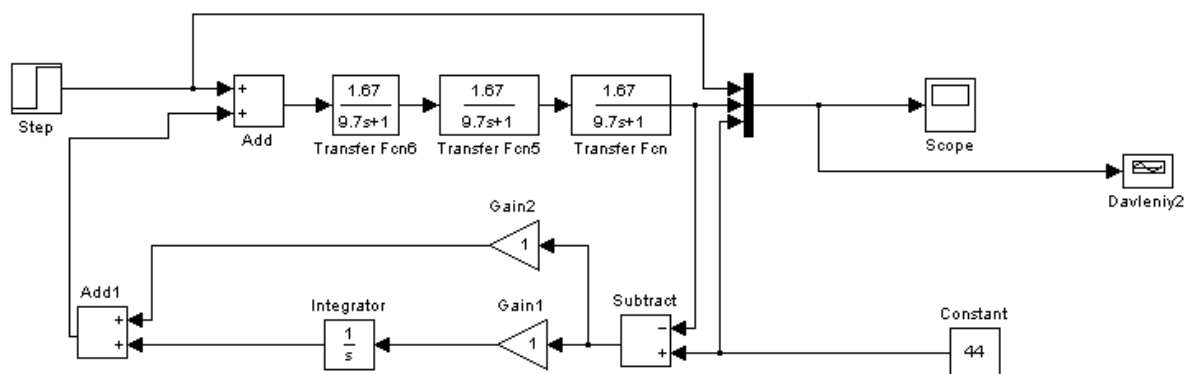 Step
+
+
Add
1.67
9.7s+1
Transfer Fcn6
1.67
9.7s+1
Transfer Fcn5
1.67
9.7s+1
Transfer Fcn
Scope
Davleniy2
Gain2
1
Add1
+
+
Integrator
1
s
Gain1
1
Subtract
−
+
Constant
44